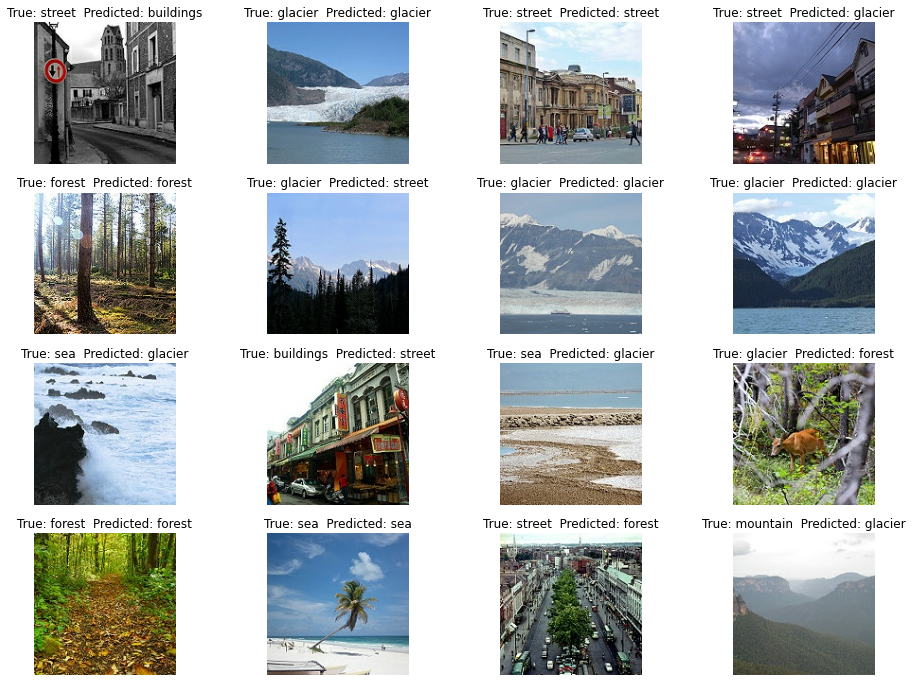 True: street  Predicted: buildings
True: glacier  Predicted: glacier
True: street  Predicted: street
True: street  Predicted: glacier
True: forest  Predicted: forest
True: glacier  Predicted: street
True: glacier  Predicted: glacier
True: glacier  Predicted: glacier
True: sea  Predicted: glacier
True: buildings  Predicted: street
True: sea  Predicted: glacier
True: glacier  Predicted: forest
True: forest  Predicted: forest
True: sea  Predicted: sea
True: street  Predicted: forest
True: mountain  Predicted: glacier